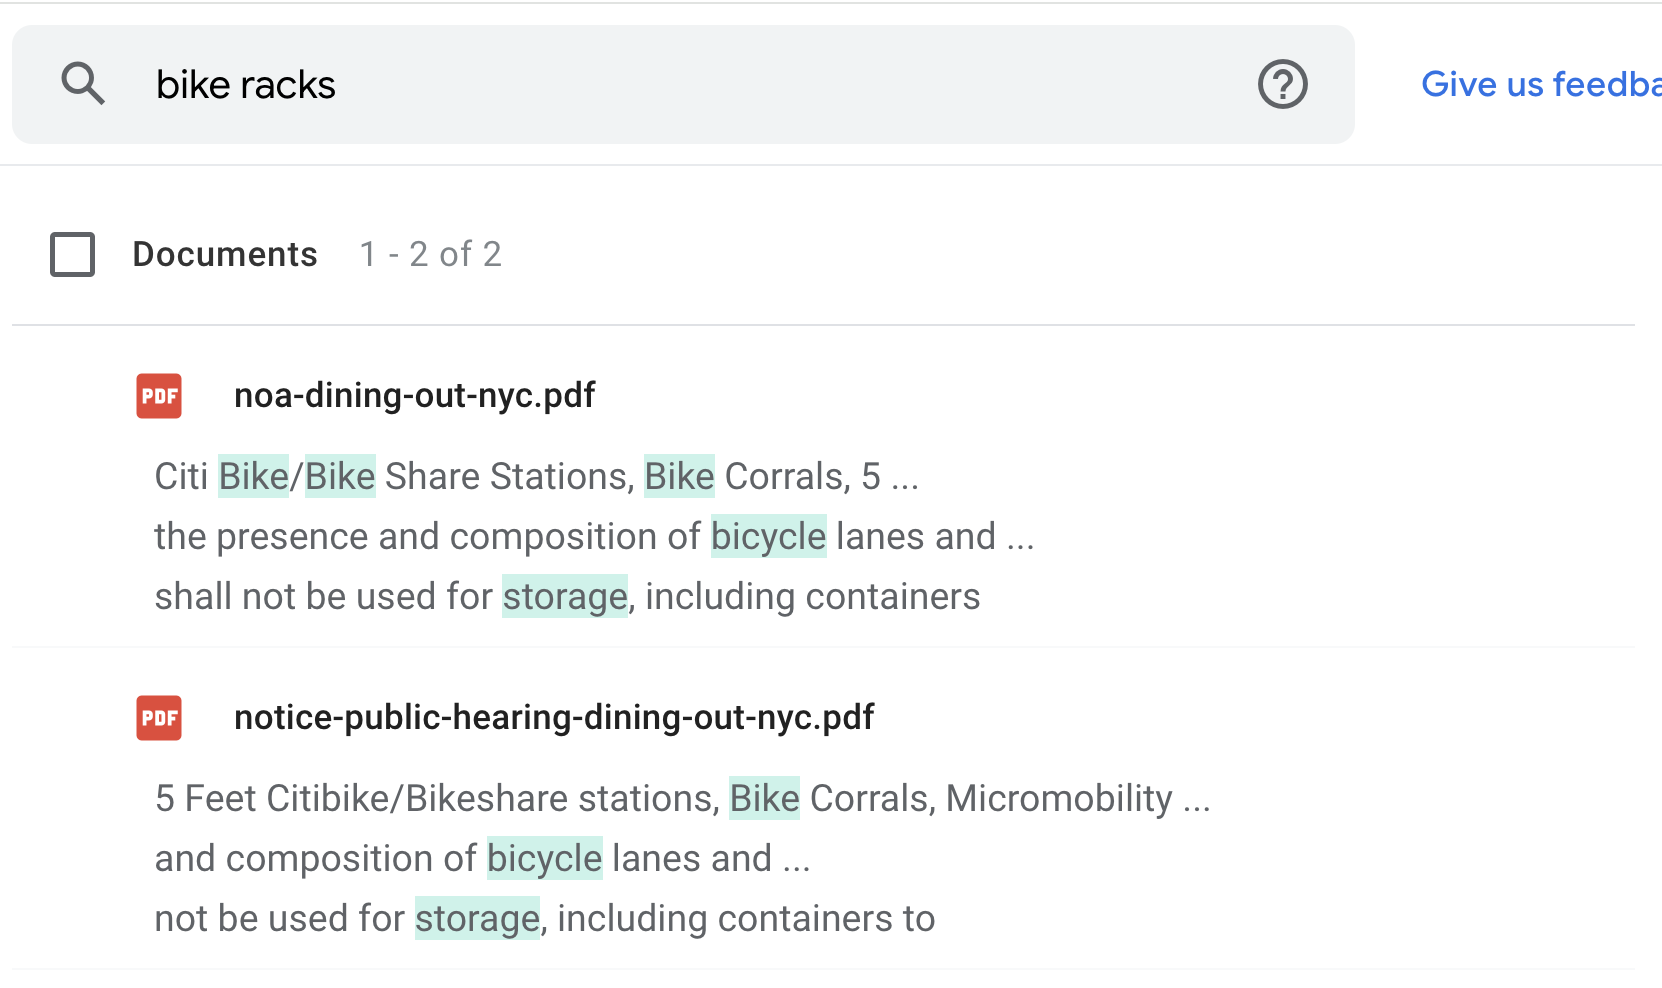 bike racks
Give us feedba
Documents 1 - 2 of 2
PDF noa-dining-out-nyc.pdf
Citi Bike/Bike Share Stations, Bike Corrals, 5 ...
the presence and composition of bicycle lanes and ...
shall not be used for storage, including containers
PDF notice-public-hearing-dining-out-nyc.pdf
5 Feet Citibike/Bikeshare stations, Bike Corrals, Micromobility ...
and composition of bicycle lanes and ...
not be used for storage, including containers to